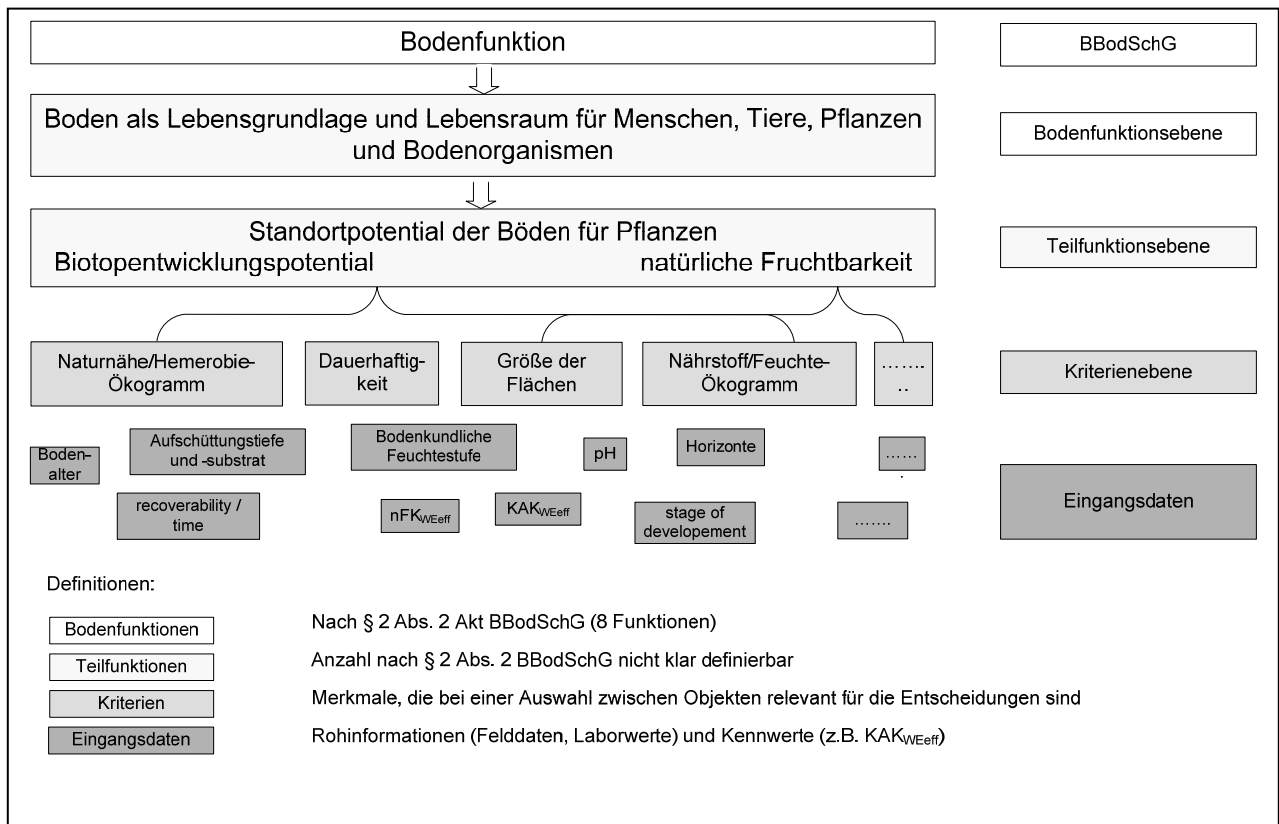 Bodenfunktion
BBodSchG
Boden als Lebensgrundlage und Lebensraum für Menschen, Tiere, Pflanzen
und Bodenorganismen
Bodenfunktionsebene
Standortpotential der Böden für Pflanzen
Biotopentwicklungspotential natürliche Fruchtbarkeit
Teilfunktionsebene
Naturnähe/Hemerobie-
Ökogramm
Dauerhaftig-
keit
Größe der
Flächen
Nährstoff/Feuchte-
Ökogramm
…….
..
Kriterienebene
Boden-
alter
Aufschüttungstiefe
und -substrat
Bodenkundliche
Feuchtestufe
pH
Horizonte
……
.
Eingangsdaten
recoverability /
time
nFKWEeff
KAKWEeff
stage of
developement
…….
Definitionen:
Bodenfunktionen Nach § 2 Abs. 2 Akt BBodSchG (8 Funktionen)
Teilfunktionen Anzahl nach § 2 Abs. 2 BBodSchG nicht klar definierbar
Kriterien Merkmale, die bei einer Auswahl zwischen Objekten relevant für die Entscheidungen sind
Eingangsdaten Rohinformationen (Felddaten, Laborwerte) und Kennwerte (z.B. KAKWEeff)